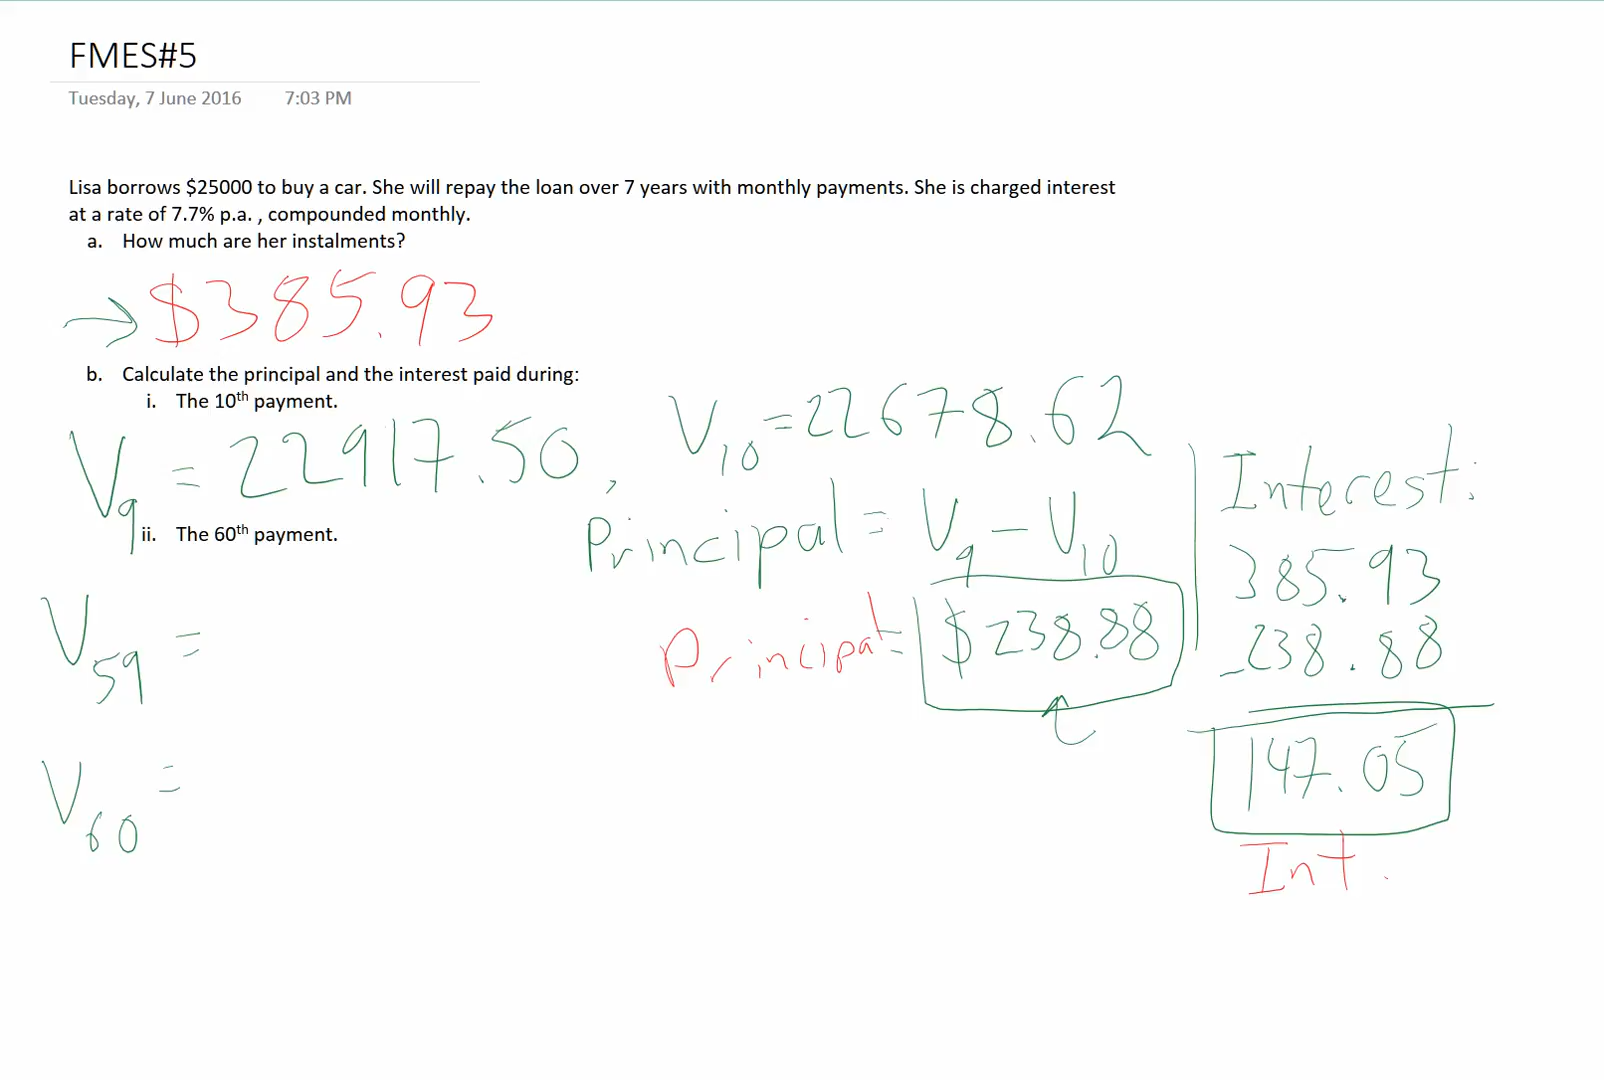 FMES#5
Tuesday, 7 June 2016 7:03 PM
Lisa borrows $25000 to buy a car. She will repay the loan over 7 years with monthly payments. She is charged interest
at a rate of 7.7% p.a. , compounded monthly.
a. How much are her instalments?
→ $385.93
b. Calculate the principal and the interest paid during:
i. The 10th payment.
V9 = 22917.50, V10 = 22678.62
ii. The 60th payment.
Principal = V9 - V10
Principal = $238.88
Interest:
385.93
-238.88
147.05
Int.
V59 =
V60 =